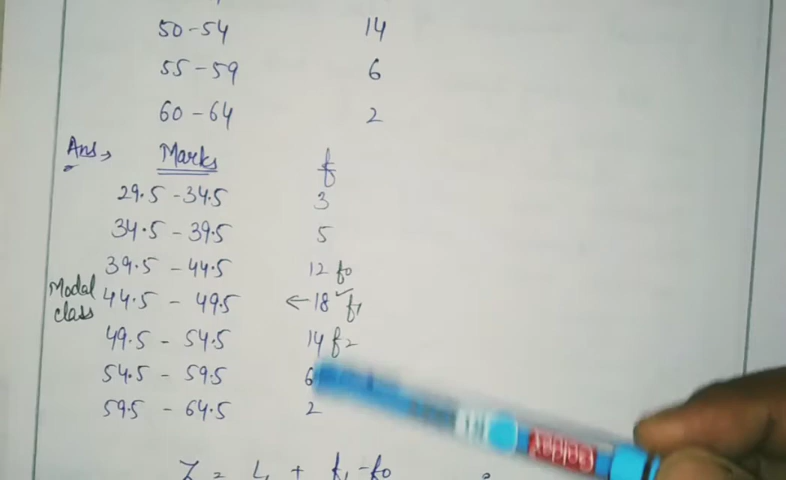 50-54 14
55-59 6
60-64 2
Ans, Marks f
29.5-34.5 3
34.5-39.5 5
39.5-44.5 12 f0
Modal class 44.5-49.5 ←18✓ f1
49.5-54.5 14 f2
54.5-59.5 6
59.5-64.5 2
Z = L1 + f1-f0